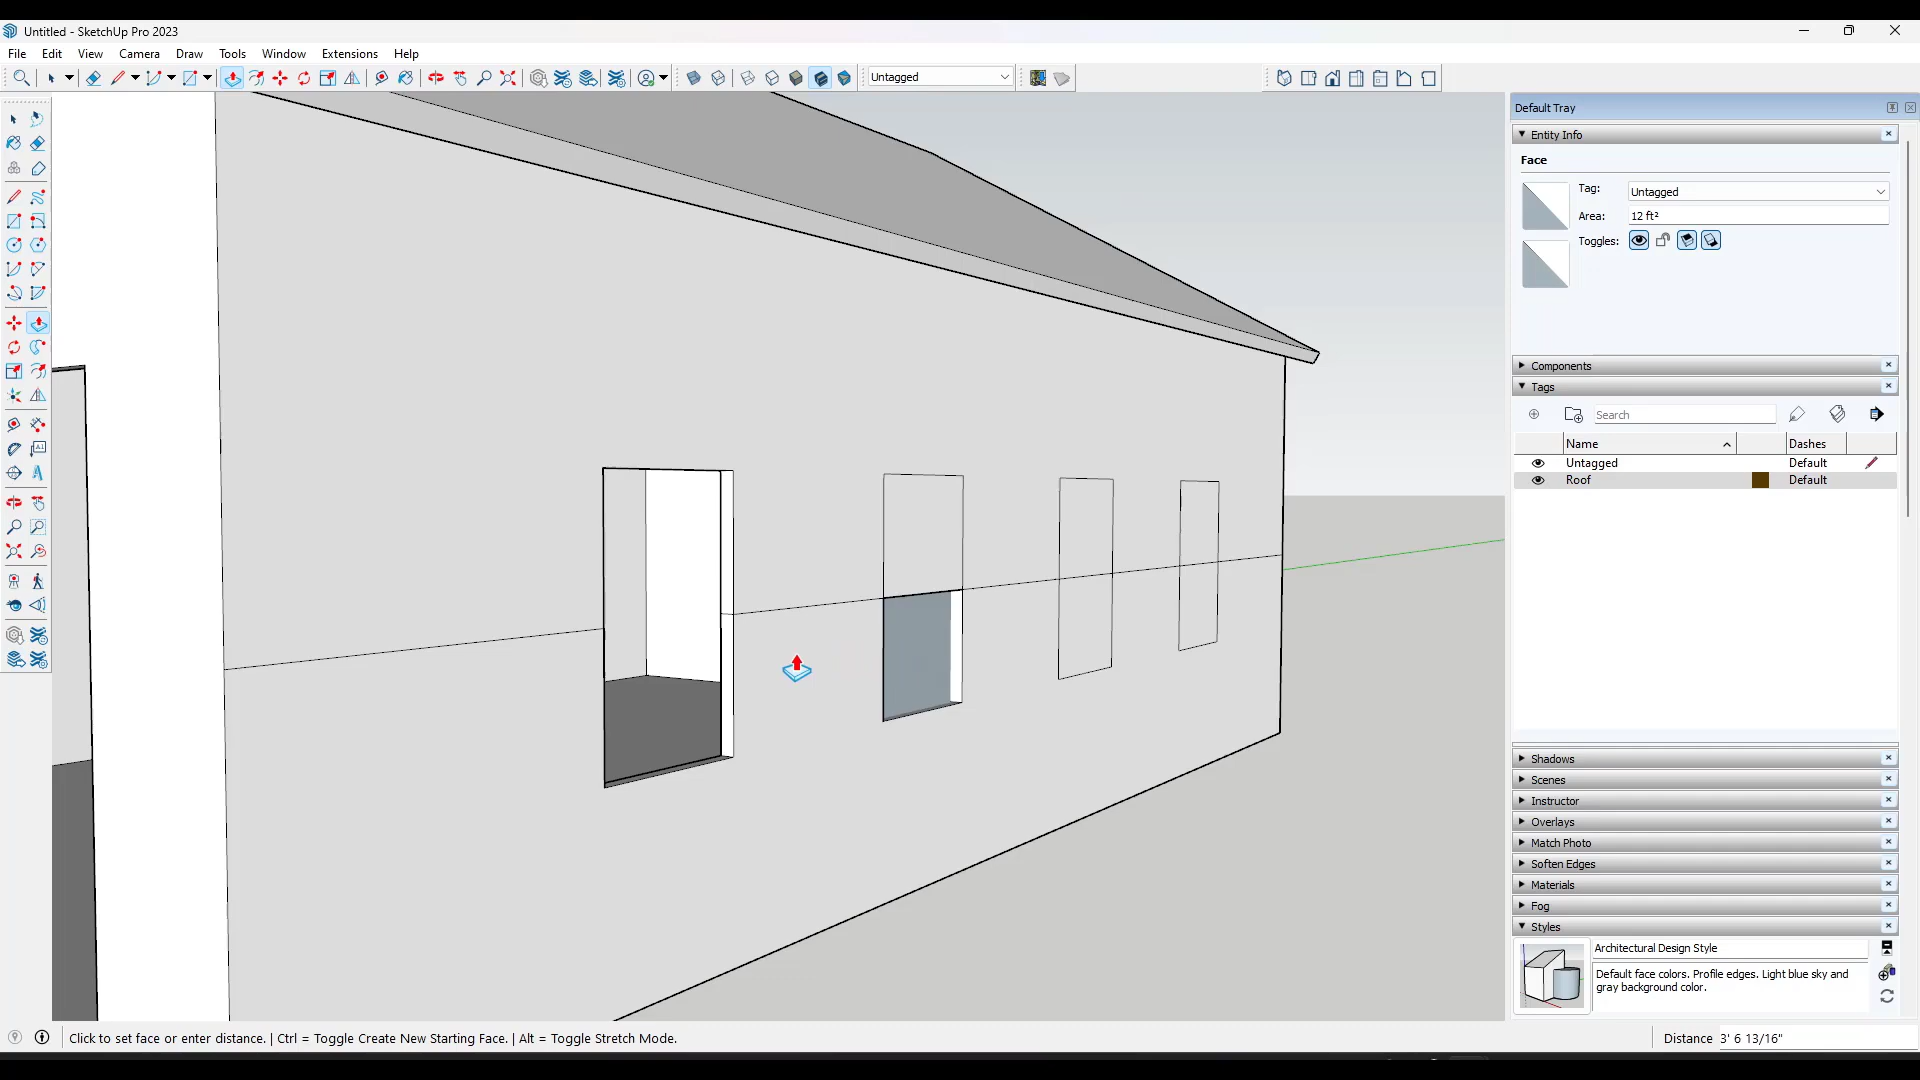 Untitled - SketchUp Pro 2023
File Edit View Camera Draw Tools Window Extensions Help
Untagged
Default Tray
Entity Info
Face
Tag: Untagged
Area: 12 ft²
Toggles:
Components
Tags
Search
Name Dashes
Untagged Default
Roof Default
Shadows
Scenes
Instructor
Overlays
Match Photo
Soften Edges
Materials
Fog
Styles
Architectural Design Style
Default face colors. Profile edges. Light blue sky and
gray background color.
Click to set face or enter distance. | Ctrl = Toggle Create New Starting Face. | Alt = Toggle Stretch Mode.
Distance 3' 6 13/16"